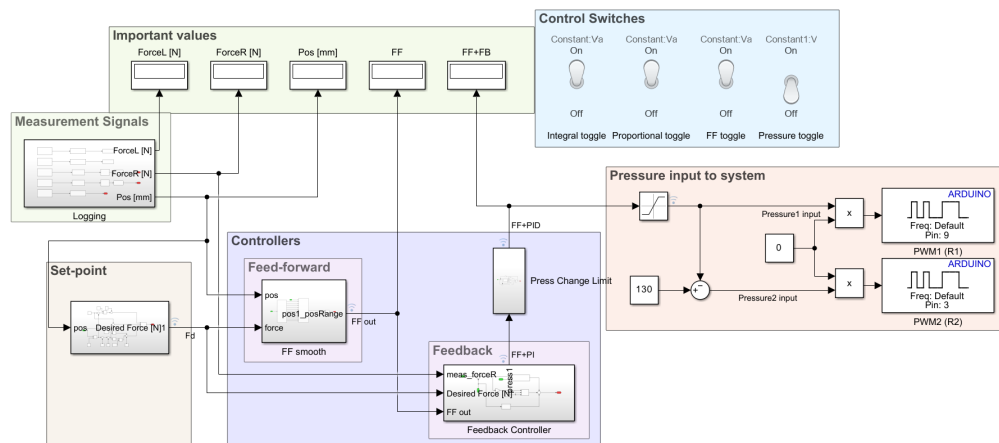 Important values
ForceL [N]
ForceR [N]
Pos [mm]
FF
FF+FB
Control Switches
Constant:Va
Constant:Va
Constant:Va
Constant1:V
On
On
On
On
Off
Off
Off
Off
Integral toggle
Proportional toggle
FF toggle
Pressure toggle
Measurement Signals
ForceL [N]
ForceR [N]
Pos [mm]
Logging
Set-point
pos
Desired Force [N]1
Fd
Controllers
Feed-forward
pos
pos1_posRange
force
FF out
FF smooth
FF+PID
Press Change Limit
Feedback
FF+PI
meas_forceR
press1
Desired Force [N]
FF out
Feedback Controller
Pressure input to system
Pressure1 input
0
x
ARDUINO
Freq: Default
Pin: 9
PWM1 (R1)
130
Pressure2 input
x
ARDUINO
Freq: Default
Pin: 3
PWM2 (R2)